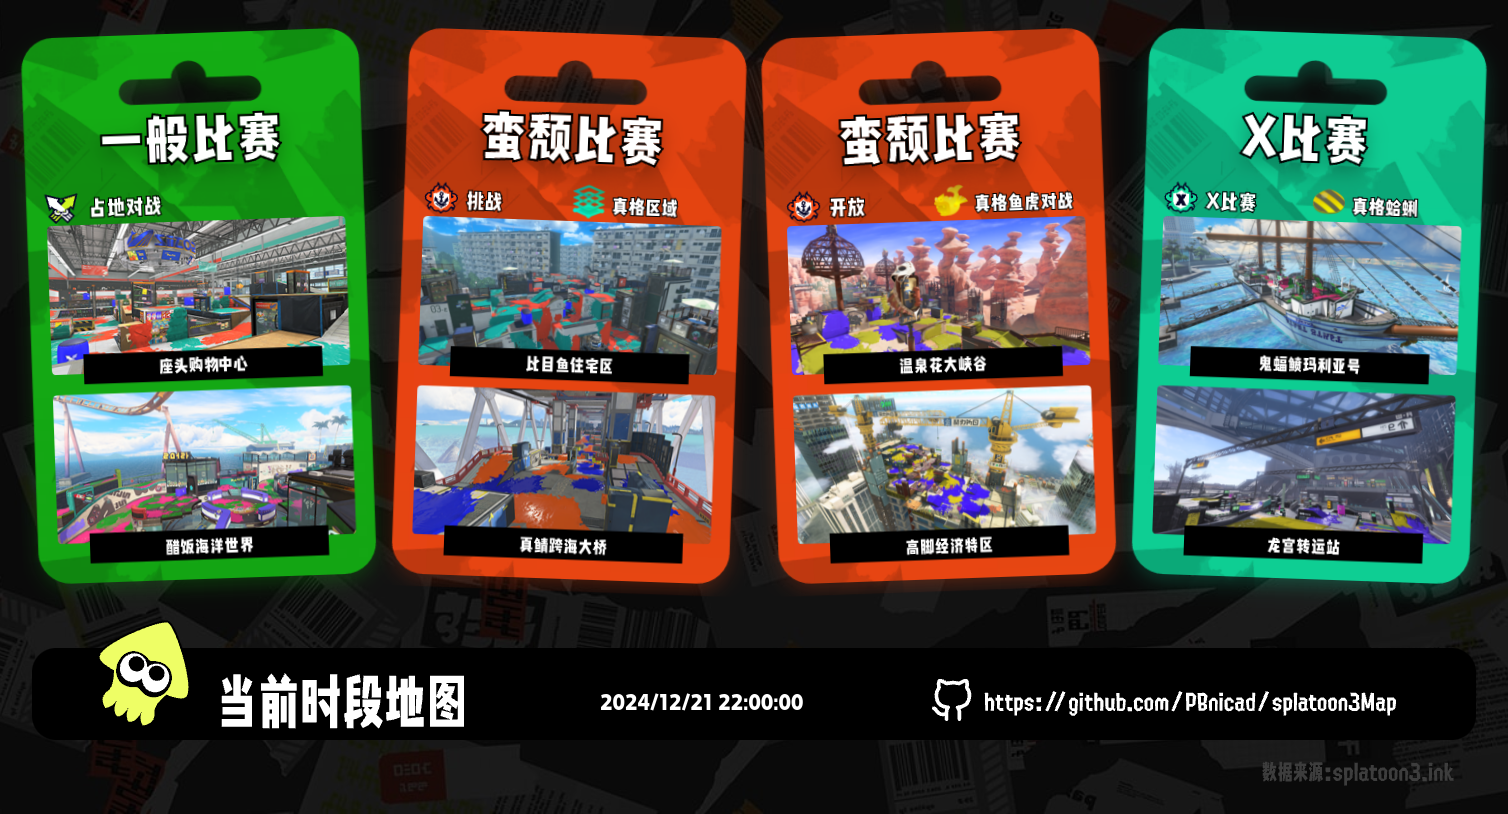 一般比赛
占地对战
座头购物中心
醋饭海洋世界
蛮颓比赛
挑战
真格区域
比目鱼住宅区
真鲭跨海大桥
蛮颓比赛
开放
真格鱼虎对战
温泉花大峡谷
高脚经济特区
X比赛
X比赛
真格蛤蜊
鬼蝠鲼玛利亚号
龙宫转运站
当前时段地图
2024/12/21 22:00:00
https://github.com/PBnicad/splatoon3Map
数据来源:splatoon3.ink